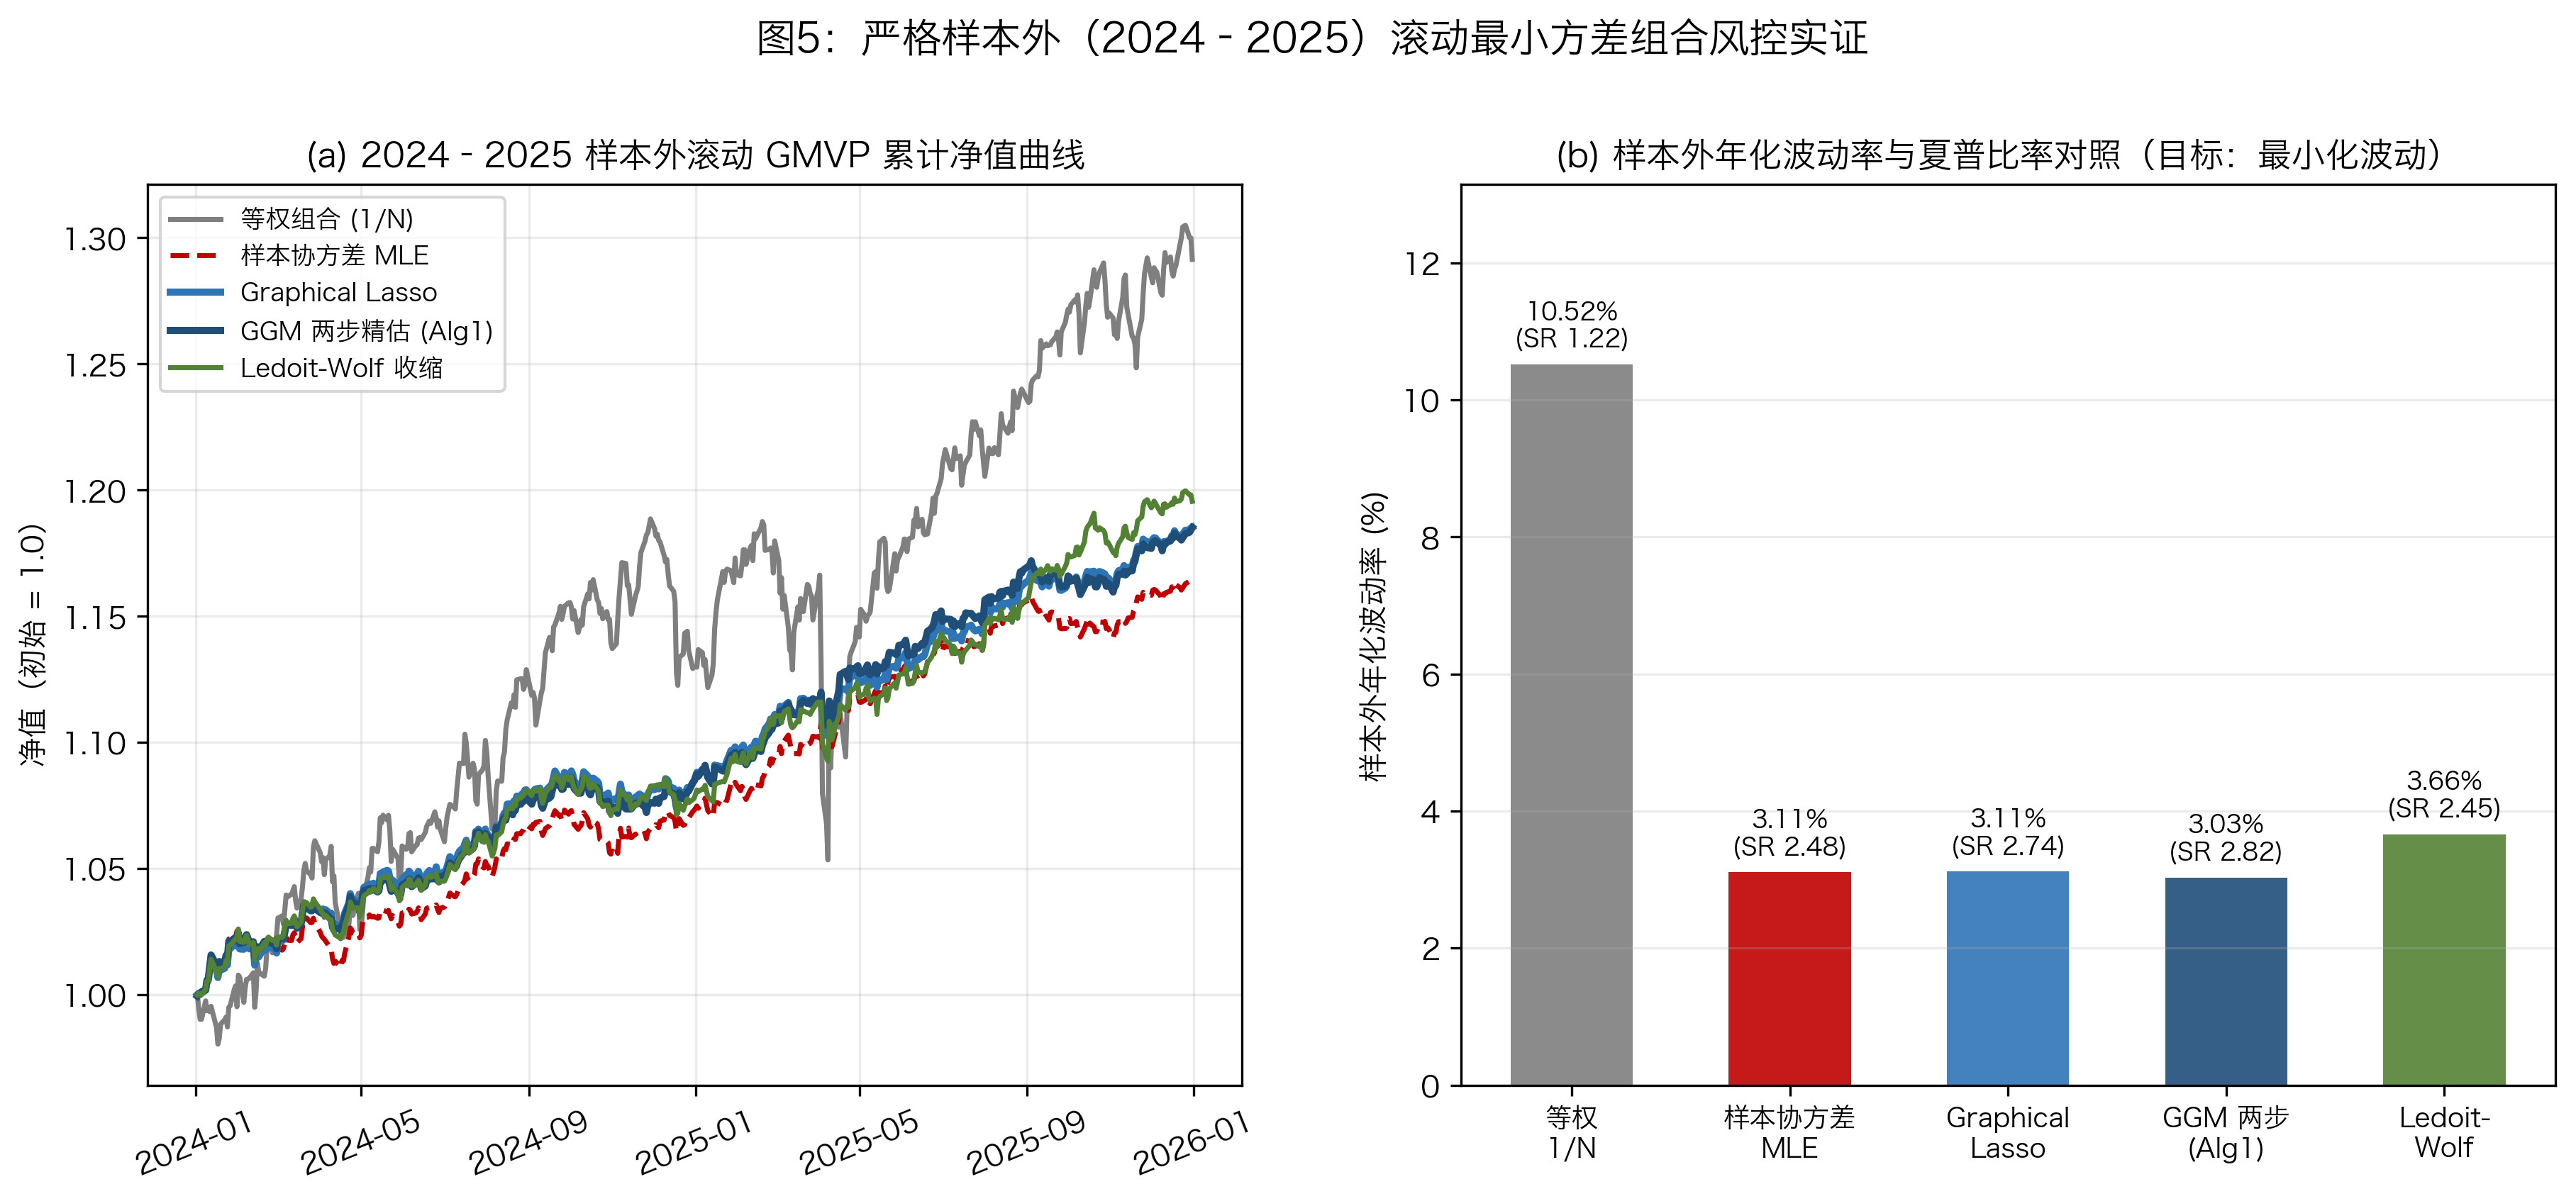 图5：严格样本外（2024 - 2025）滚动最小方差组合风控实证
(a) 2024 - 2025 样本外滚动 GMVP 累计净值曲线
净值（初始 = 1.0）
1.30
1.25
1.20
1.15
1.10
1.05
1.00
等权组合 (1/N)
样本协方差 MLE
Graphical Lasso
GGM 两步精估 (Alg1)
Ledoit-Wolf 收缩
2024-01
2024-05
2024-09
2025-01
2025-05
2025-09
2026-01
(b) 样本外年化波动率与夏普比率对照（目标：最小化波动）
样本外年化波动率 (%)
12
10
8
6
4
2
0
10.52%
(SR 1.22)
3.11%
(SR 2.48)
3.11%
(SR 2.74)
3.03%
(SR 2.82)
3.66%
(SR 2.45)
等权
1/N
样本协方差
MLE
Graphical
Lasso
GGM 两步
(Alg1)
Ledoit-
Wolf